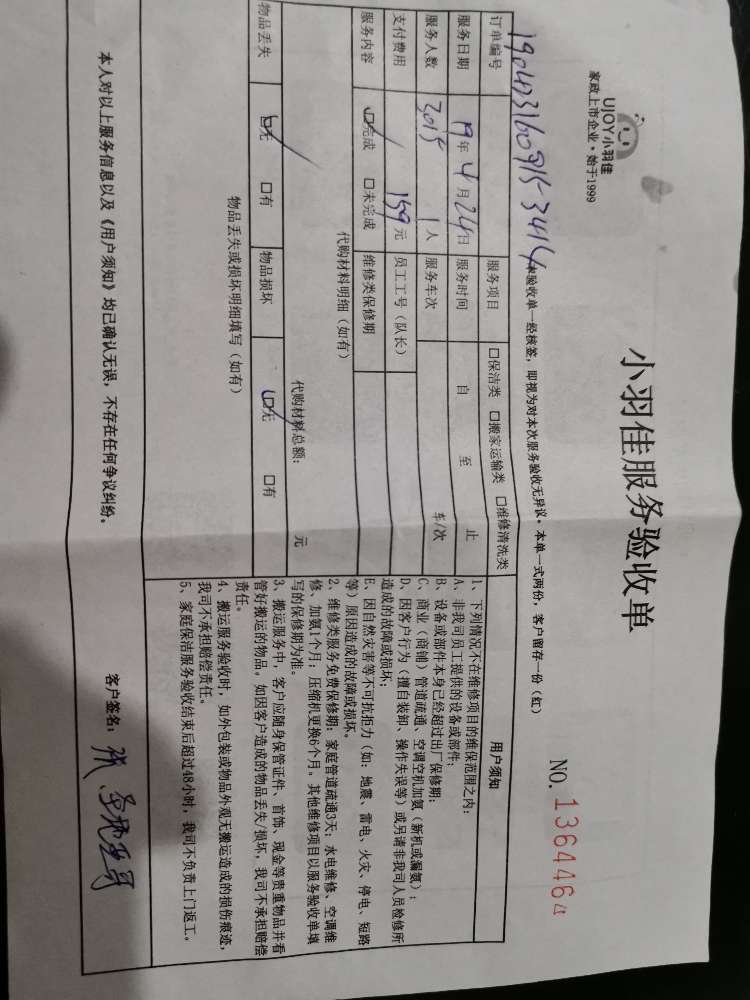 UJOY小羽佳
家政上市企业·始于1999
小羽佳服务验收单
NO. 1364464
本验收单一经核签，即视为对本次服务验收无异议。本单一式两份，客户留存一份（红）
订单编号 190423160915-3414
服务项目 □保洁类 □搬家运输类 □维修清洗类
服务日期 19年 4月 24日 服务时间 自 至 止
服务人数 1人 服务车次 车/次
支付费用 159元 员工工号（队长）
服务内容 ☑完成 □未完成 维修类保修期
代购材料明细（如有）
代购材料总额： 元
物品丢失 ☑无 □有 物品损坏 ☑无 □有
物品丢失或损坏明细填写（如有）
用户须知
1、下列情况不在维修项目的维保范围之内：
A、非我司员工提供的设备或部件；
B、设备或部件本身已经超过出厂保修期；
C、商业（商铺）管道疏通、空调空机加氨（新机或漏氨）；
D、因客户行为（擅自装卸、操作失误等）或另请非我司人员检修所
造成的故障或损坏；
E、因自然灾害等不可抗拒力（如：地震、雷电、火灾、停电、短路
等）原因造成的故障或损坏。
2、维修类服务免费保修期：家庭管道疏通3天；水电维修、空调维
修、加氨1个月；压缩机更换6个月。其他维修项目以服务验收单填
写的保修期为准。
3、搬运服务中，客户应随身保管证件、首饰、现金等贵重物品并看
管好搬运的物品。如因客户造成的物品丢失/损坏，我司不承担赔偿
责任。
4、搬运服务验收时，如外包装或物品外观无搬运造成的损伤痕迹，
我司不承担赔偿责任。
5、家庭保洁服务验收结束后超过48小时，我司不负责上门返工。
本人对以上服务信息以及《用户须知》均已确认无误，不存在任何争议纠纷。
客户签名：